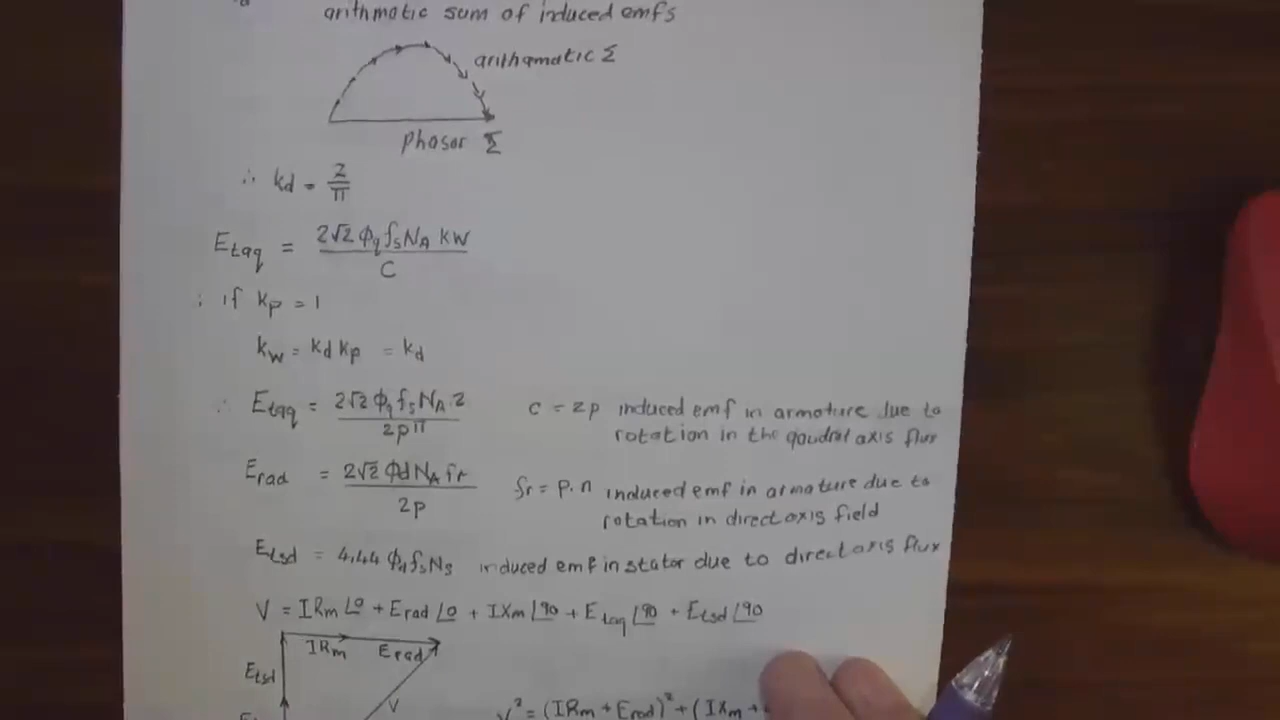 arithmatic sum of induced emfs
arithamatic Σ
phasor Σ
∴ kd = 2/π
Etaq = 2√2 Φq fs NA kw / C
: if kp = 1
kw = kd kp = kd
∴ Etaq = 2√2 Φq fs NA 2 / 2pπ
c = 2p induced emf in armature due to
rotation in the qaudrat axis flux
Erad = 2√2 Φd NA fr / 2p
fr = p.n induced emf in armature due to
rotation in direct axis field
Etsd = 4.44 Φd fs Ns induced emf in stator due to direct axis flux
V = IRm∠0 + Erad∠0 + IXm∠90 + Etaq∠90 + Etsd∠90
IRm Erad
Etsd
V
V² = (IRm + Erad)² + (IXm +